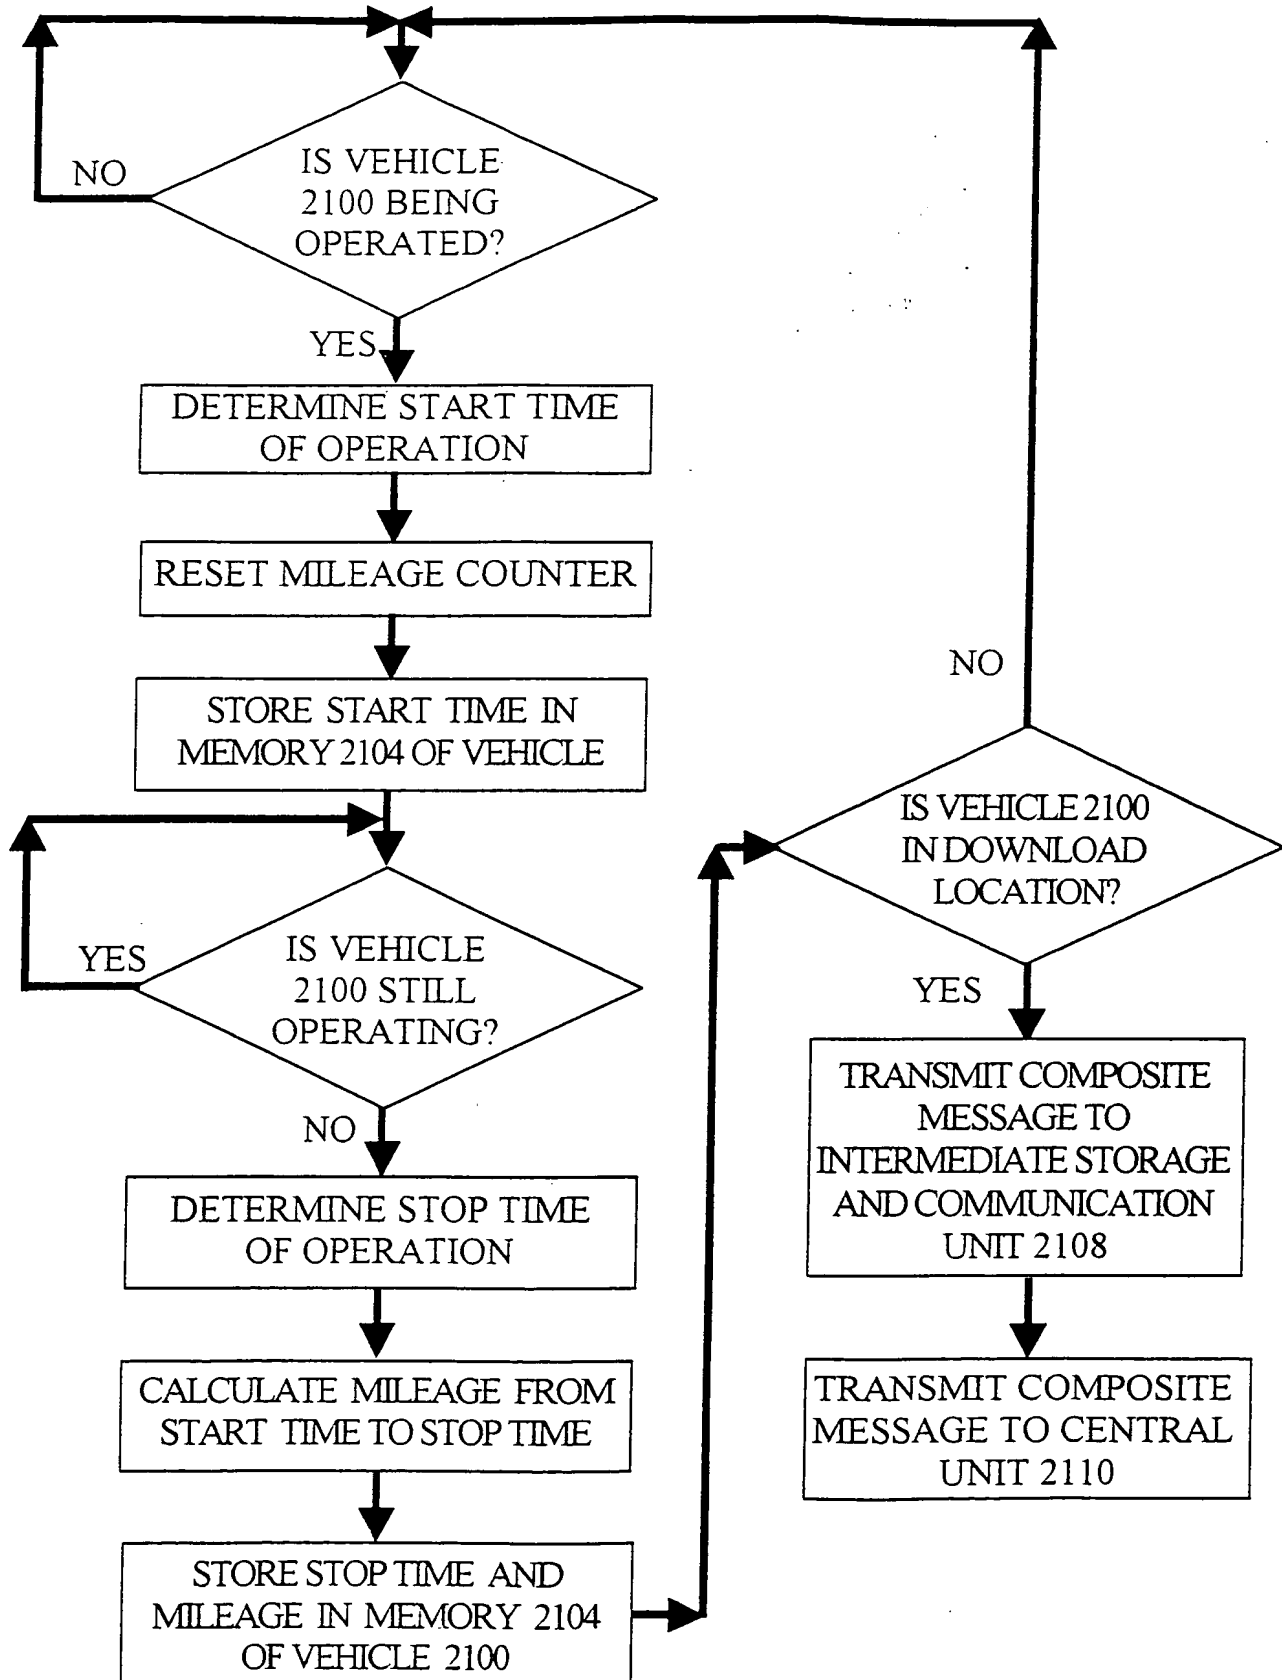 IS VEHICLE
2100 BEING
OPERATED?
NO
YES
DETERMINE START TIME
OF OPERATION
RESET MILEAGE COUNTER
STORE START TIME IN
MEMORY 2104 OF VEHICLE
IS VEHICLE
2100 STILL
OPERATING?
YES
NO
DETERMINE STOP TIME
OF OPERATION
CALCULATE MILEAGE FROM
START TIME TO STOP TIME
STORE STOP TIME AND
MILEAGE IN MEMORY 2104
OF VEHICLE 2100
NO
IS VEHICLE 2100
IN DOWNLOAD
LOCATION?
YES
TRANSMIT COMPOSITE
MESSAGE TO
INTERMEDIATE STORAGE
AND COMMUNICATION
UNIT 2108
TRANSMIT COMPOSITE
MESSAGE TO CENTRAL
UNIT 2110